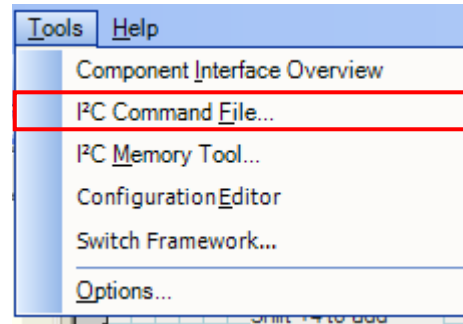 Tools Help
Component Interface Overview
I²C Command File...
I²C Memory Tool...
ConfigurationEditor
Switch Framework...
Options...